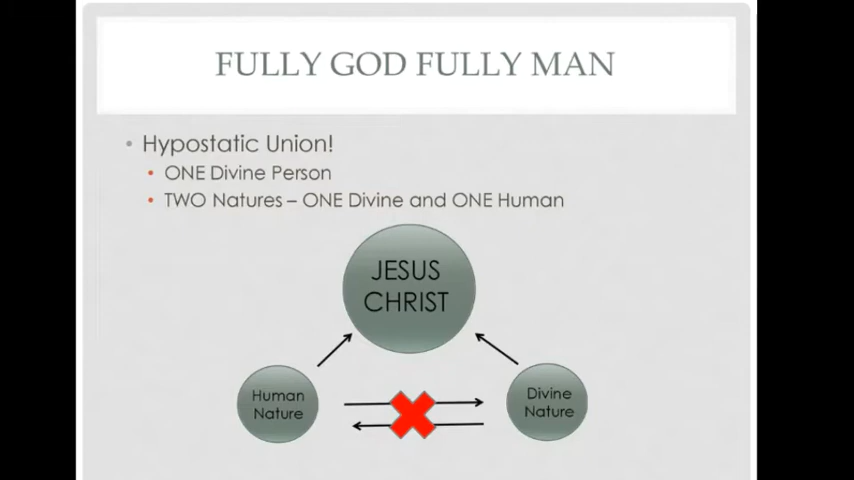 FULLY GOD FULLY MAN
• Hypostatic Union!
• ONE Divine Person
• TWO Natures – ONE Divine and ONE Human
JESUS
CHRIST
Human
Nature
Divine
Nature